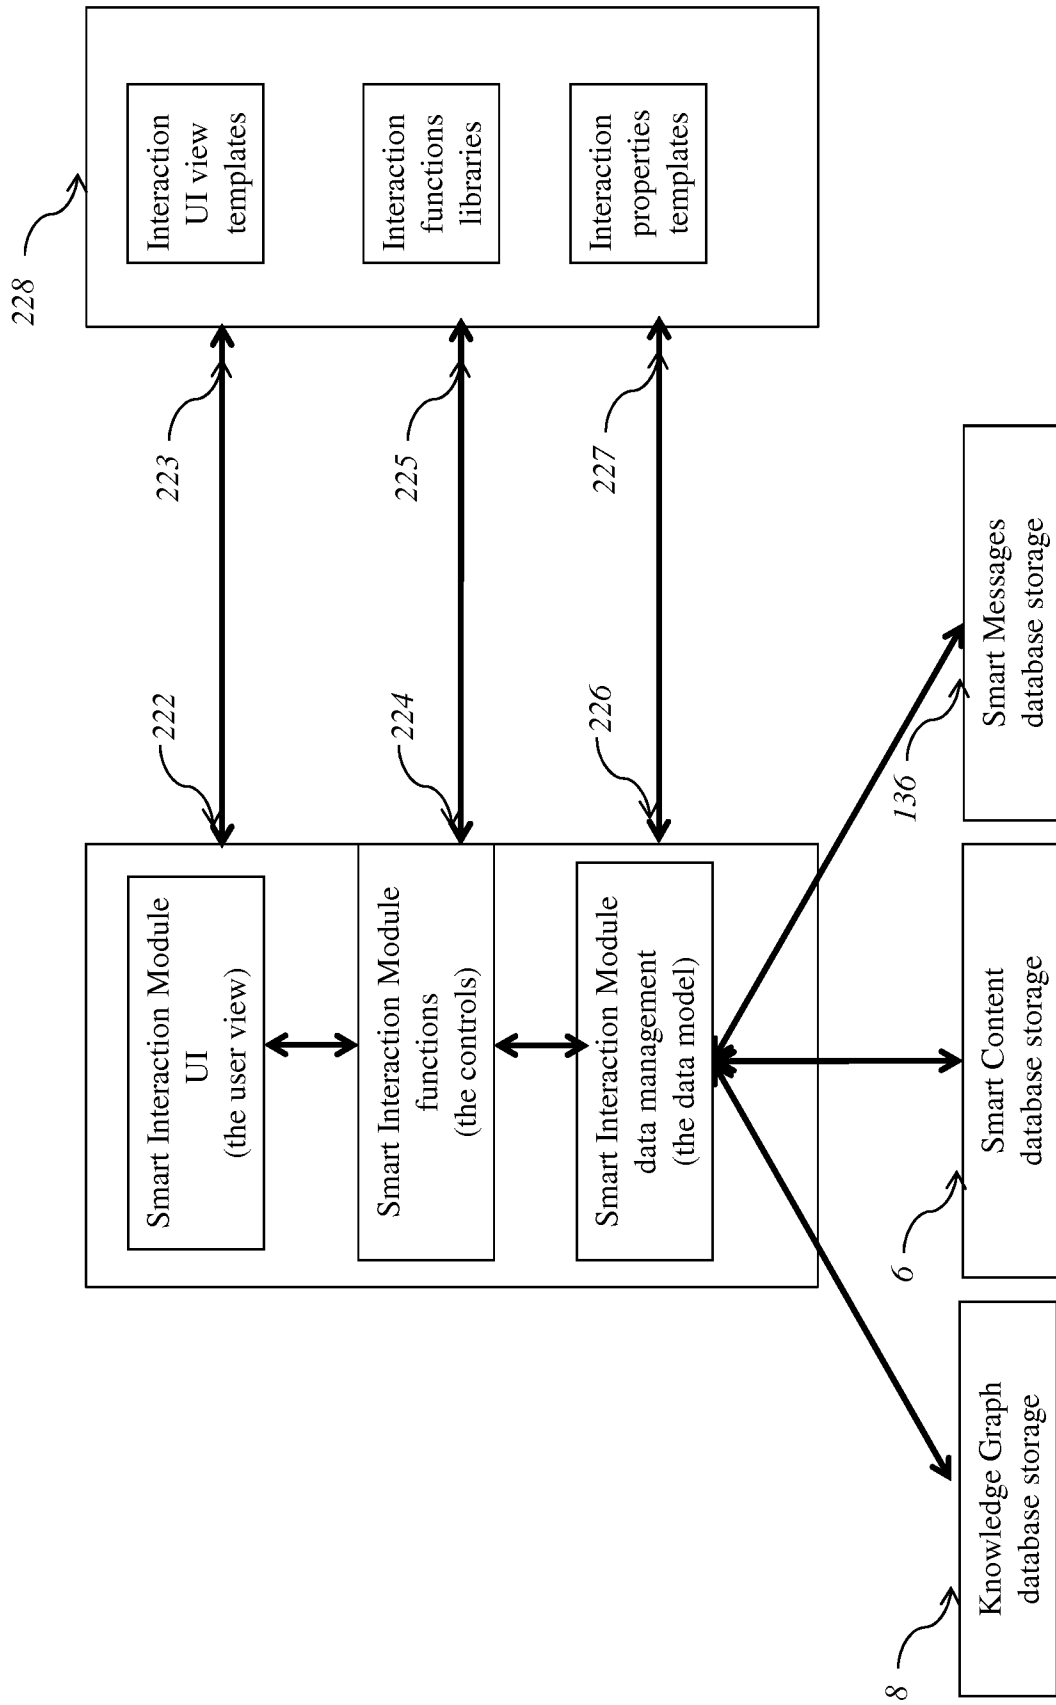 228
Interaction
UI view
templates
Interaction
functions
libraries
Interaction
properties
templates
223
225
227
222
224
226
Smart Interaction Module
UI
(the user view)
Smart Interaction Module
functions
(the controls)
Smart Interaction Module
data management
(the data model)
8
Knowledge Graph
database storage
6
Smart Content
database storage
136
Smart Messages
database storage